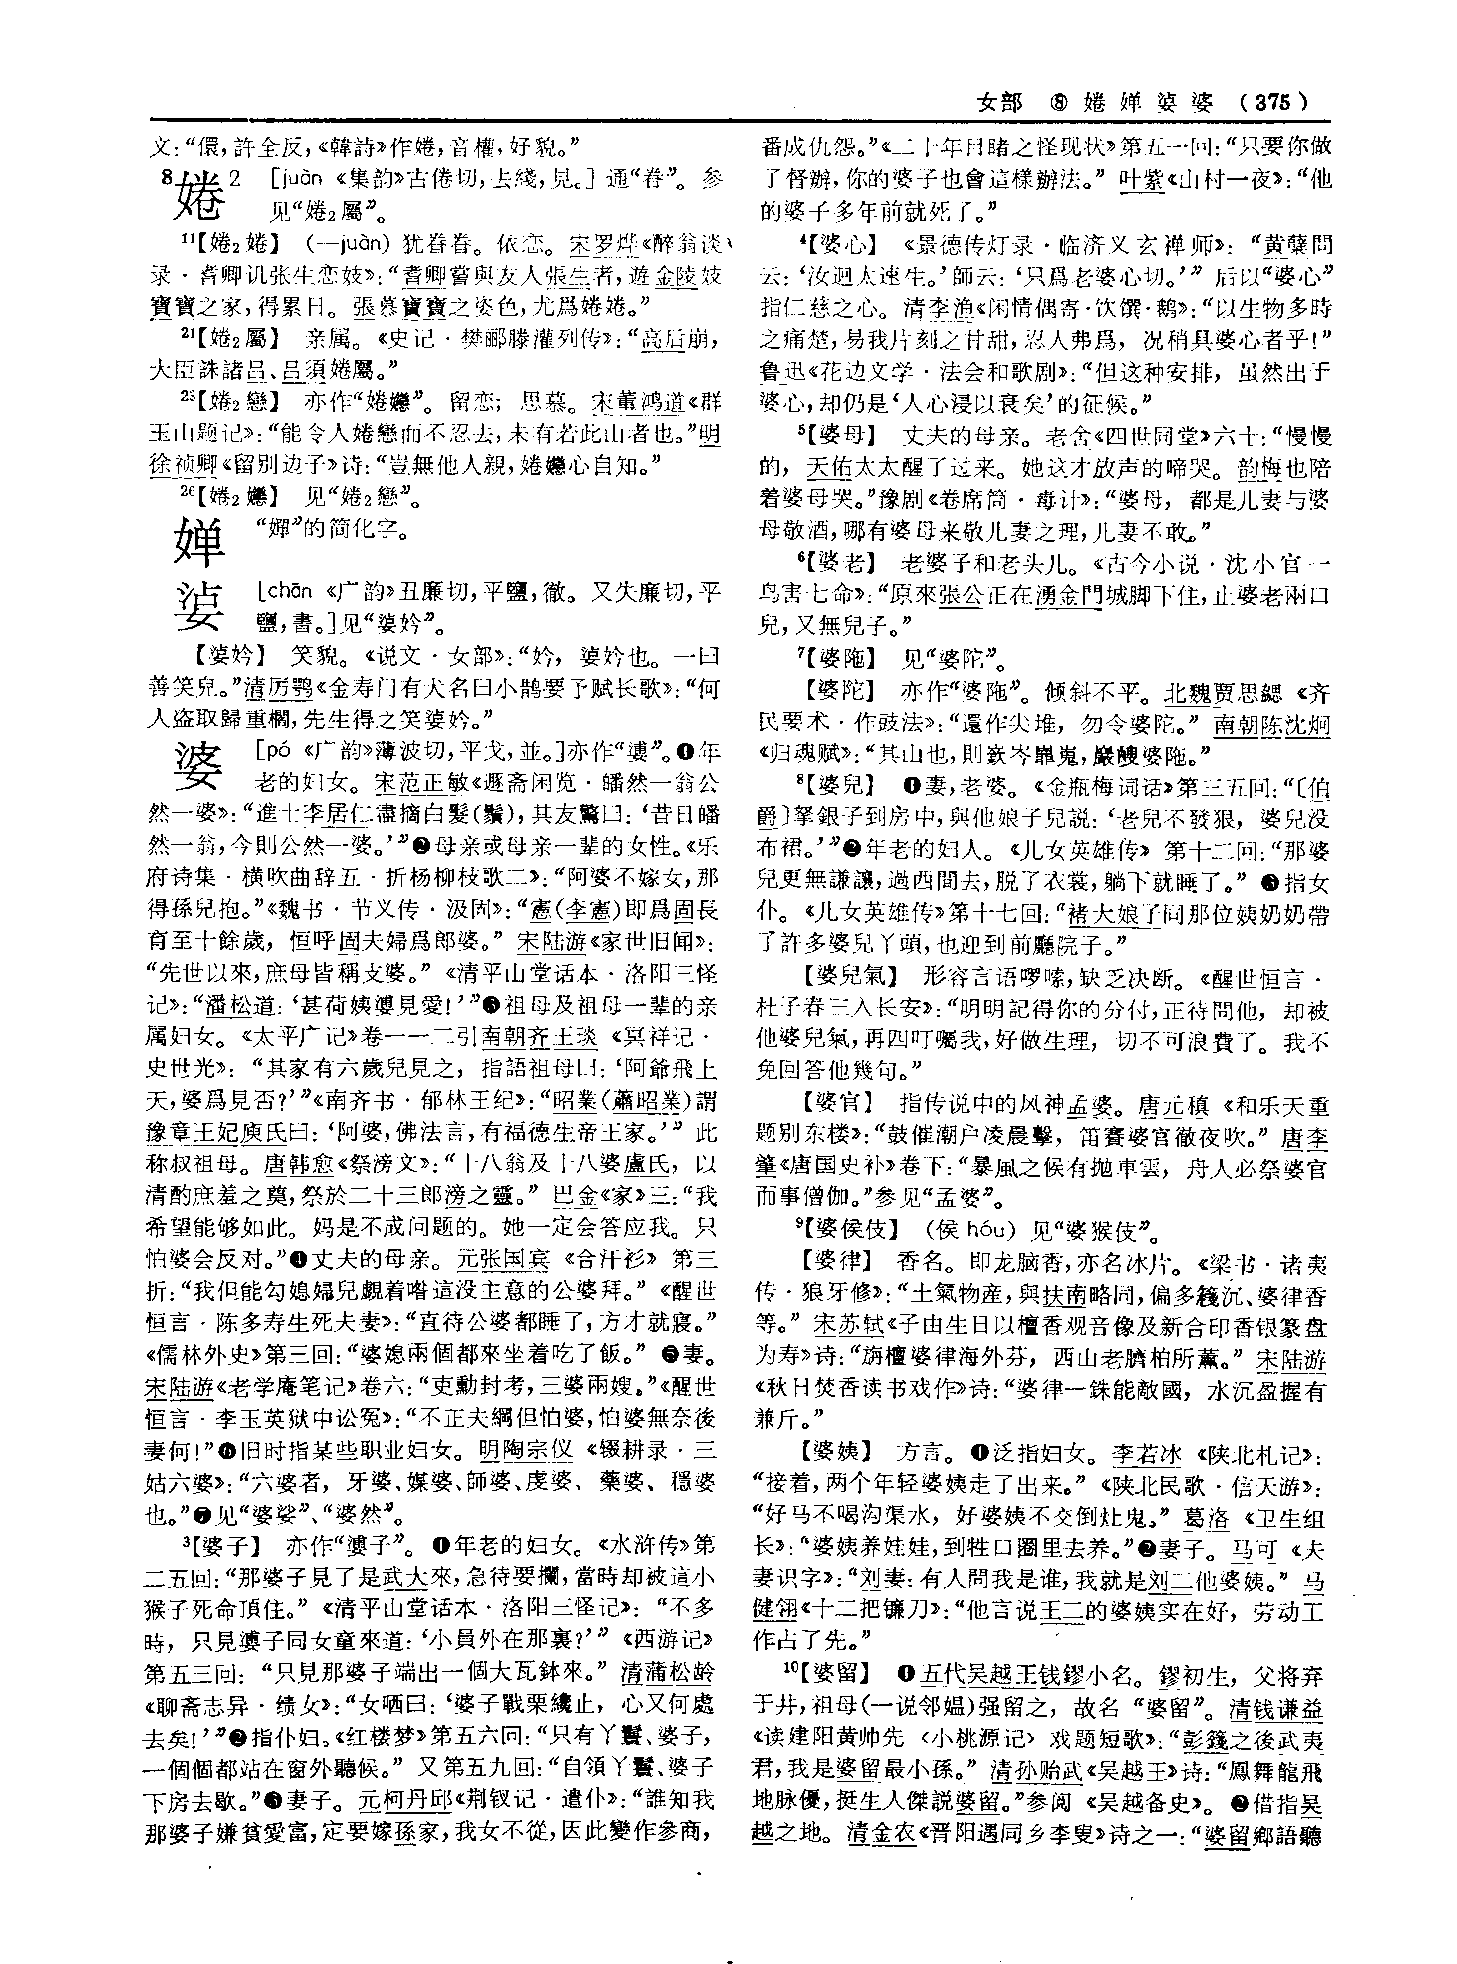 女部 ⑧ 婘 婵 㜣 婆 (375)
文：“儇，許全反，《韓詩》作婘，音權，好貌。”
8婘2 [juàn 《集韵》古倦切，去綫，見。] 通“眷”。参
见“婘2屬”。
11【婘2婘】 (—juàn) 犹眷眷。依恋。宋罗烨《醉翁谈
录·耆卿讥张生恋妓》：“耆卿嘗與友人張生者，遊金陵妓
寶寶之家，得累日。張慕寶寶之姿色，尤爲婘婘。”
21【婘2屬】 亲属。《史记·樊郦滕灌列传》：“高后崩，
大臣誅諸吕、吕須婘屬。”
23【婘2戀】 亦作“婘戀”。留恋；思慕。宋董鸿道《群
玉山题记》：“能令人婘戀而不忍去，未有若此山者也。”明
徐祯卿《留别边子》诗：“豈無他人親，婘戀心自知。”
26【婘2戀】 见“婘2戀”。
婵 “嬋”的简化字。
[chān 《广韵》丑廉切，平鹽，徹。又失廉切，平
鹽，書。]见“婆妗”。
【婆妗】 笑貌。《说文·女部》：“妗，婆妗也。一曰
善笑皃。”清厉鹗《金寿门有犬名曰小鹊要予赋长歌》：“何
人盗取歸重櫩，先生得之笑婆妗。”
婆 [pó 《广韵》薄波切，平戈，並。]亦作“媻”。❶年
老的妇女。宋范正敏《遯斋闲览·皤然一翁公
然一婆》：“進士李居仁盡摘白髮(鬚)，其友驚曰：‘昔日皤
然一翁，今則公然一婆。’”❷母亲或母亲一辈的女性。《乐
府诗集·横吹曲辞五·折杨柳枝歌二》：“阿婆不嫁女，那
得孫兒抱。”《魏书·节义传·汲固》：“憲(李憲)即爲固長
育至十餘歲，恒呼固夫婦爲郎婆。”宋陆游《家世旧闻》：
“先世以來，庶母皆稱支婆。”《清平山堂话本·洛阳三怪
记》：“潘松道：‘甚荷姨婆見愛！’”❸祖母及祖母一辈的亲
属妇女。《太平广记》卷一一二引南朝齐王琰《冥祥记·
史世光》：“其家有六歲兒見之，指語祖母曰：‘阿爺飛上
天，婆爲見否？’”《南齐书·郁林王纪》：“昭業(蕭昭業)謂
豫章王妃庾氏曰：‘阿婆，佛法言，有福德生帝王家。’”此
称叔祖母。唐韩愈《祭滂文》：“十八翁及十八婆盧氏，以
清酌庶羞之奠，祭於二十三郎滂之靈。”巴金《家》三：“我
希望能够如此。妈是不成问题的。她一定会答应我。只
怕婆会反对。”❹丈夫的母亲。元张国宾《合汗衫》第三
折：“我但能勾媳婦兒覷着喒這没主意的公婆拜。”《醒世
恒言·陈多寿生死夫妻》：“直待公婆都睡了，方才就寢。”
《儒林外史》第三回：“婆媳兩個都來坐着吃了飯。”❺妻。
宋陆游《老学庵笔记》卷六：“吏勳封考，三婆兩嫂。”《醒世
恒言·李玉英狱中讼冤》：“不正夫綱但怕婆，怕婆無奈後
妻何！”❻旧时指某些职业妇女。明陶宗仪《辍耕录·三
姑六婆》：“六婆者，牙婆、媒婆、師婆、虔婆、藥婆、穩婆
也。”❼见“婆娑”、“婆然”。
3【婆子】 亦作“媻子”。❶年老的妇女。《水浒传》第
二五回：“那婆子見了是武大來，急待要攔，當時却被這小
猴子死命頂住。”《清平山堂话本·洛阳三怪记》：“不多
時，只見婆子同女童來道：‘小員外在那裏？’”《西游记》
第五三回：“只見那婆子端出一個大瓦鉢來。”清蒲松龄
《聊斋志异·绩女》：“女哂曰：‘婆子戰栗纔止，心又何處
去矣！’”❷指仆妇。《红楼梦》第五六回：“只有丫鬟、婆子，
一個個都站在窗外聽候。”又第五九回：“自領丫鬟、婆子
下房去歇。”❸妻子。元柯丹邱《荆钗记·遣仆》：“誰知我
那婆子嫌貧愛富，定要嫁孫家，我女不從，因此變作參商，
番成仇怨。”《二十年目睹之怪现状》第五一回：“只要你做
了督辦，你的婆子也會這樣辦法。”叶紫《山村一夜》：“他
的婆子多年前就死了。”
4【婆心】 《景德传灯录·临济义玄禅师》：“黄蘗問
云：‘汝迴太速生。’師云：‘只爲老婆心切。’”后以“婆心”
指仁慈之心。清李渔《闲情偶寄·饮馔·鹅》：“以生物多時
之痛楚，易我片刻之甘甜，忍人弗爲，况稍具婆心者乎！”
鲁迅《花边文学·法会和歌剧》：“但这种安排，虽然出于
婆心，却仍是‘人心浸以衰矣’的征候。”
5【婆母】 丈夫的母亲。老舍《四世同堂》六十：“慢慢
的，天佑太太醒了过来。她这才放声的啼哭。韵梅也陪
着婆母哭。”豫剧《卷席筒·毒计》：“婆母，都是儿妻与婆
母敬酒，哪有婆母来敬儿妻之理，儿妻不敢。”
6【婆老】 老婆子和老头儿。《古今小说·沈小官一
鸟害七命》：“原來張公正在湧金門城脚下住，止婆老兩口
兒，又無兒子。”
7【婆陁】 见“婆陀”。
【婆陀】 亦作“婆陁”。倾斜不平。北魏贾思勰《齐
民要术·作豉法》：“還作尖堆，勿令婆陀。”南朝陈沈炯
《归魂赋》：“其山也，則嶔岑巃嵸，巖巇婆陁。”
8【婆兒】 ❶妻，老婆。《金瓶梅词话》第三五回：“〔伯
爵〕拏銀子到房中，與他娘子兒説：‘老兒不發狠，婆兒没
布裙。’”❷年老的妇人。《儿女英雄传》第十二回：“那婆
兒更無謙讓，過西間去，脱了衣裳，躺下就睡了。”❸指女
仆。《儿女英雄传》第十七回：“褚大娘子同那位姨奶奶帶
了許多婆兒丫頭，也迎到前廳院子。”
【婆兒氣】 形容言语啰嗦，缺乏决断。《醒世恒言·
杜子春三入长安》：“明明記得你的分付，正待問他，却被
他婆兒氣，再四叮囑我，好做生理，切不可浪費了。我不
免回答他幾句。”
【婆官】 指传说中的风神孟婆。唐元稹《和乐天重
题别东楼》：“鼓催潮户凌晨擊，笛賽婆官徹夜吹。”唐李
肇《唐国史补》卷下：“暴風之候有抛車雲，舟人必祭婆官
而事僧伽。”参见“孟婆”。
9【婆侯伎】 (侯 hóu) 见“婆猴伎”。
【婆律】 香名。即龙脑香，亦名冰片。《梁书·诸夷
传·狼牙修》：“土氣物産，與扶南略同，偏多䉤沉、婆律香
等。”宋苏轼《子由生日以檀香观音像及新合印香银篆盘
为寿》诗：“旃檀婆律海外芬，西山老臍柏所薰。”宋陆游
《秋日焚香读书戏作》诗：“婆律一銖能敵國，水沉盈握有
兼斤。”
【婆姨】 方言。❶泛指妇女。李若冰《陕北札记》：
“接着，两个年轻婆姨走了出来。”《陕北民歌·信天游》：
“好马不喝沟渠水，好婆姨不交倒灶鬼。”葛洛《卫生组
长》：“婆姨养娃娃，到牲口圈里去养。”❷妻子。马可《夫
妻识字》：“刘妻：有人問我是谁，我就是刘二他婆姨。”马
健翎《十二把镰刀》：“他言说王二的婆姨实在好，劳动工
作占了先。”
10【婆留】 ❶五代吴越王钱鏐小名。鏐初生，父将弃
于井，祖母(一说邻媪)强留之，故名“婆留”。清钱谦益
《读建阳黄帅先〈小桃源记〉戏题短歌》：“彭籛之後武夷
君，我是婆留最小孫。”清孙贻武《吴越王》诗：“鳳舞龍飛
地脉優，挺生人傑説婆留。”参阅《吴越备史》。❷借指吴
越之地。清金农《晋阳遇同乡李叟》诗之一：“婆留鄉語聽